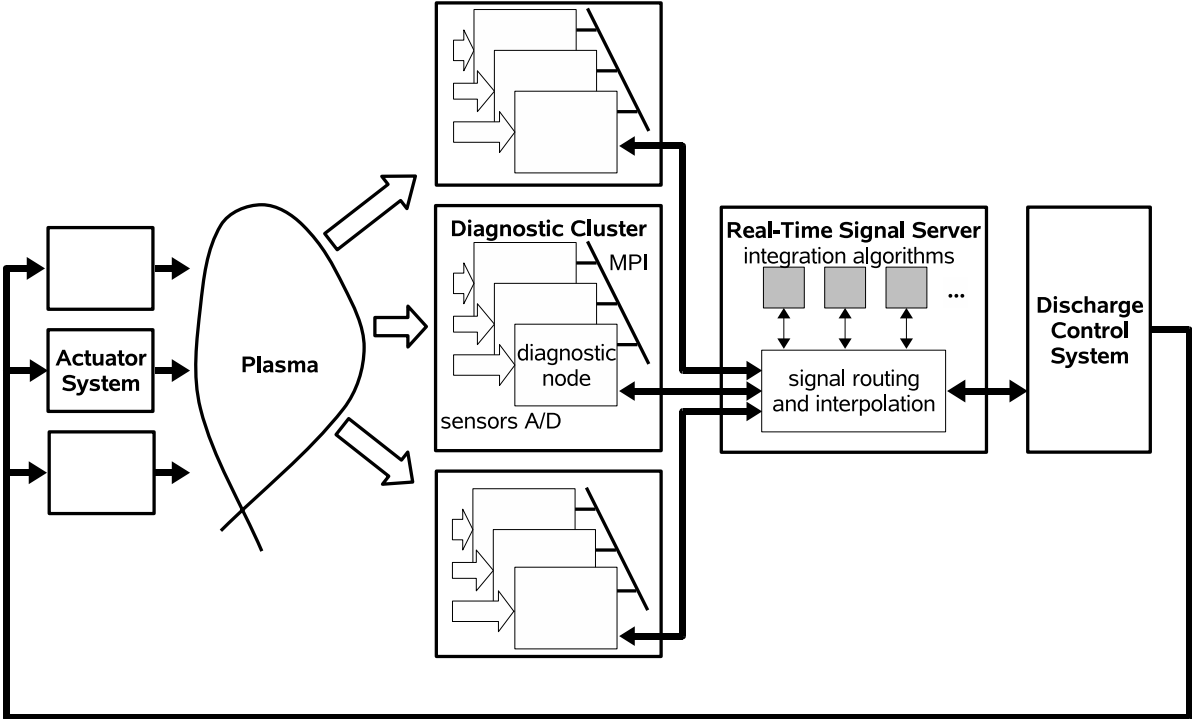 Actuator
System
Plasma
Diagnostic Cluster
MPI
diagnostic
node
sensors A/D
Real-Time Signal Server
integration algorithms
...
signal routing
and interpolation
Discharge
Control
System